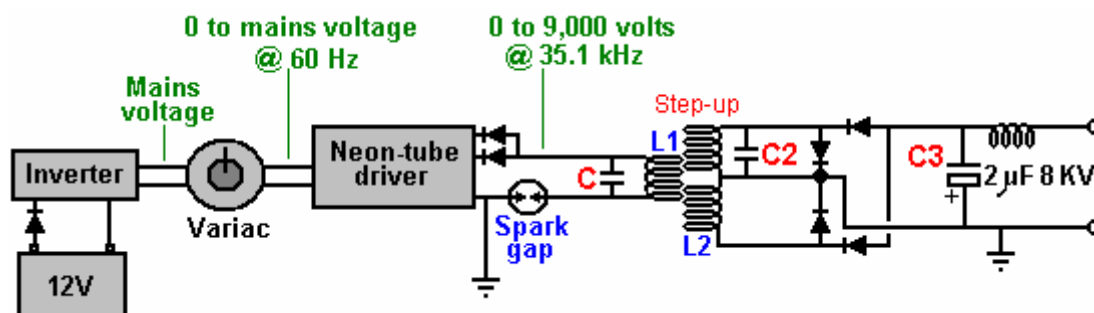 0 to mains voltage
@ 60 Hz
0 to 9,000 volts
@ 35.1 kHz
Mains
voltage
Step-up
Neon-tube
driver
L1
C2
C3
Inverter
C
2 µF 8 KV
+
Variac
Spark
gap
L2
12V